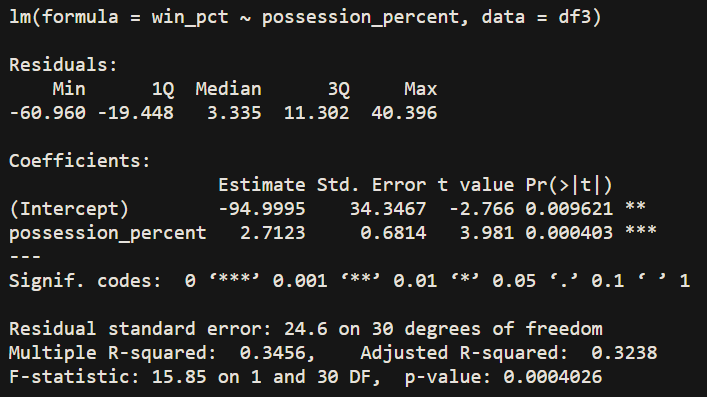 lm(formula = win_pct ~ possession_percent, data = df3)

Residuals:
    Min      1Q  Median      3Q     Max
-60.960 -19.448   3.335  11.302  40.396

Coefficients:
                   Estimate Std. Error t value Pr(>|t|)
(Intercept)        -94.9995    34.3467  -2.766 0.009621 **
possession_percent   2.7123     0.6814   3.981 0.000403 ***
---
Signif. codes:  0 ‘***’ 0.001 ‘**’ 0.01 ‘*’ 0.05 ‘.’ 0.1 ‘ ’ 1

Residual standard error: 24.6 on 30 degrees of freedom
Multiple R-squared:  0.3456,    Adjusted R-squared:  0.3238
F-statistic: 15.85 on 1 and 30 DF,  p-value: 0.0004026